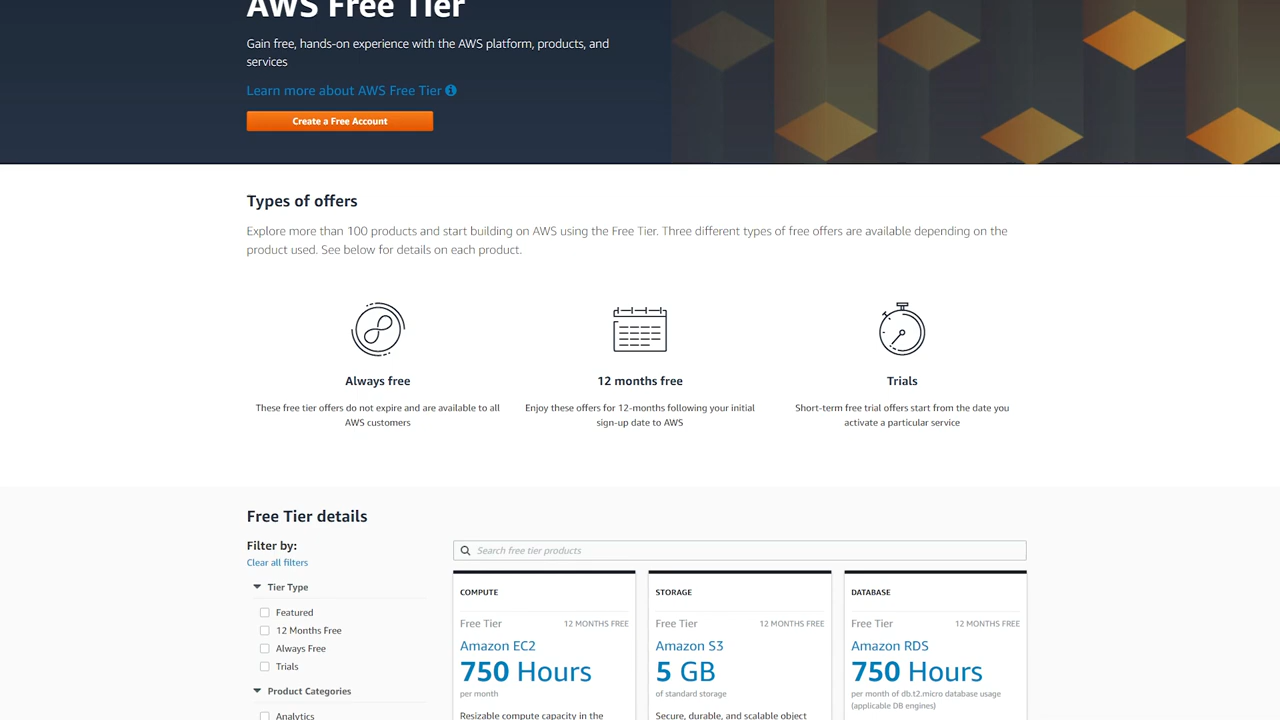 AWS Free Tier
Gain free, hands-on experience with the AWS platform, products, and
services
Learn more about AWS Free Tier
Create a Free Account
Types of offers
Explore more than 100 products and start building on AWS using the Free Tier. Three different types of free offers are available depending on the
product used. See below for details on each product.
Always free
These free tier offers do not expire and are available to all
AWS customers
12 months free
Enjoy these offers for 12-months following your initial
sign-up date to AWS
Trials
Short-term free trial offers start from the date you
activate a particular service
Free Tier details
Filter by:
Clear all filters
Tier Type
Featured
12 Months Free
Always Free
Trials
Product Categories
Analytics
Search free tier products
COMPUTE
Free Tier 12 MONTHS FREE
Amazon EC2
750 Hours
per month
Resizable compute capacity in the
STORAGE
Free Tier 12 MONTHS FREE
Amazon S3
5 GB
of standard storage
Secure, durable, and scalable object
DATABASE
Free Tier 12 MONTHS FREE
Amazon RDS
750 Hours
per month of db.t2.micro database usage
(applicable DB engines)